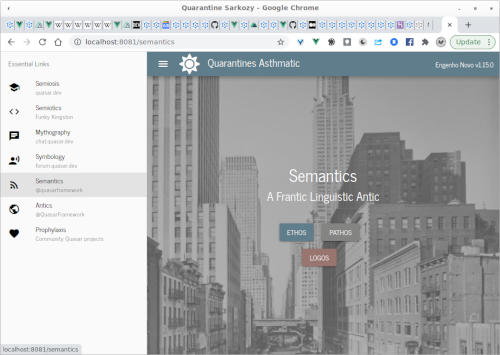 Quarantine Sarkozy - Google Chrome
localhost:8081/semantics
Update
Essential Links
Quarantines Asthmatic
Engenho Novo v1.15.0
Semiosis
quasar.dev
Semiotics
Funky Kingston
Mythography
chat.quasar.dev
Symbology
forum.quasar.dev
Semantics
@quasarframework
Antics
@QuasarFramework
Prophylaxis
Community Quasar projects
Semantics
A Frantic Linguistic Antic
ETHOS
PATHOS
LOGOS
localhost:8081/semantics